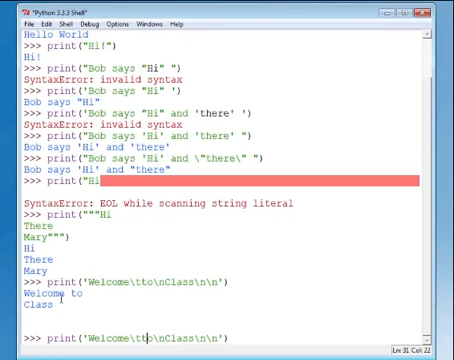 *Python 3.3.3 Shell*
File Edit Shell Debug Options Windows Help
Hello World
>>> print("Hi!")
Hi!
>>> print("Bob says "Hi" ")
SyntaxError: invalid syntax
>>> print('Bob says "Hi" ')
Bob says "Hi"
>>> print('Bob says "Hi" and 'there' ')
SyntaxError: invalid syntax
>>> print("Bob says 'Hi' and 'there' ")
Bob says 'Hi' and 'there'
>>> print("Bob says 'Hi' and \"there\" ")
Bob says 'Hi' and "there"
>>> print("Hi
SyntaxError: EOL while scanning string literal
>>> print("""Hi
There
Mary""")
Hi
There
Mary
>>> print('Welcome\tto\nClass\n\n')
Welcome to
Class
>>> print('Welcome\tto\nClass\n\n')
Ln: 31 Col: 22